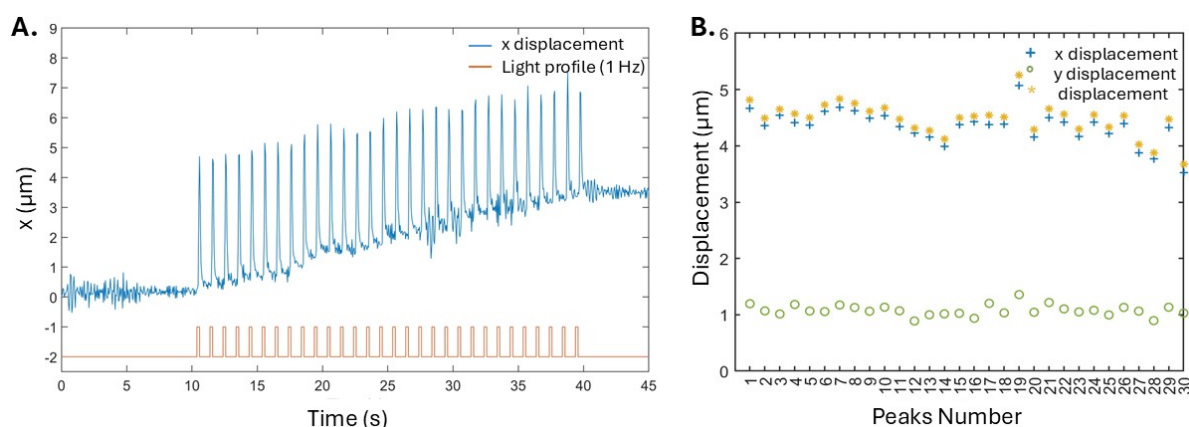 A.
9
8
7
6
5
4
3
2
1
0
-1
-2
x (µm)
x displacement
Light profile (1 Hz)
0 5 10 15 20 25 30 35 40 45
Time (s)
B.
6
5
4
3
2
1
0
Displacement (µm)
x displacement
y displacement
displacement
1 2 3 4 5 6 7 8 9 10 11 12 13 14 15 16 17 18 19 20 21 22 23 24 25 26 27 28 29 30
Peaks Number